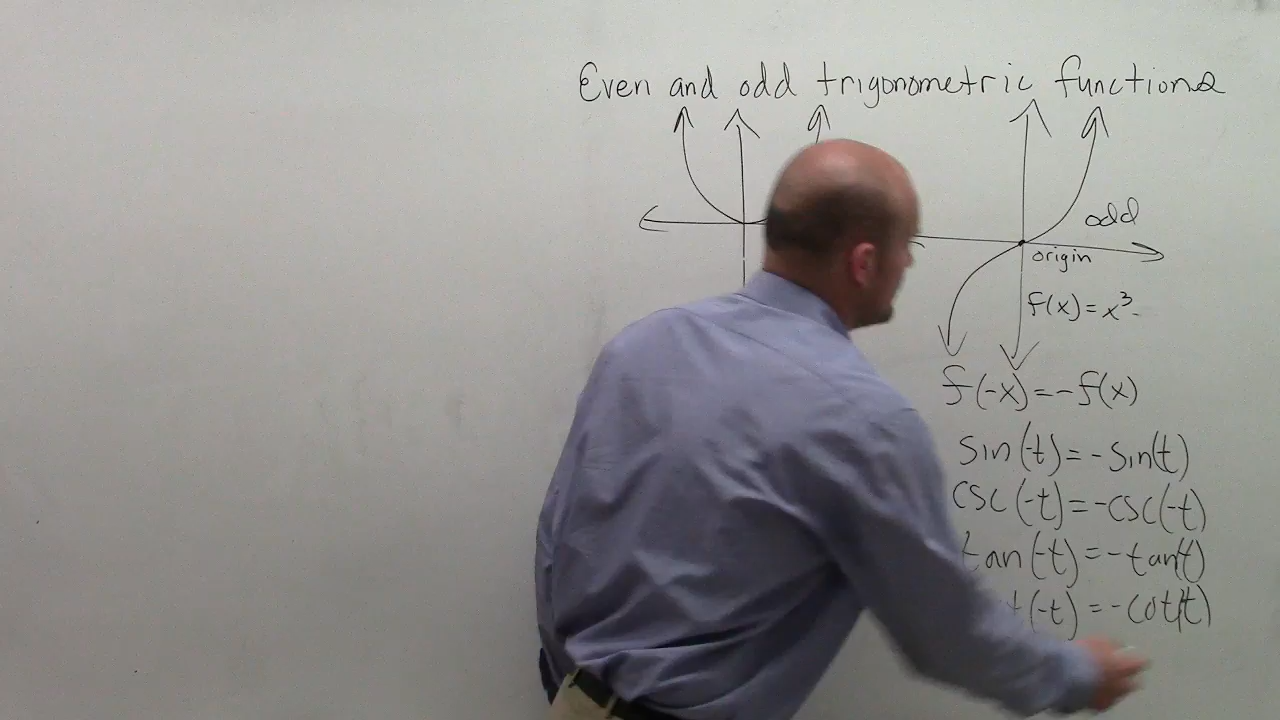 Even and odd trigonometric functions
odd
origin
f(x)=x³
f(-x)=-f(x)
sin(-t)=-sin(t)
csc(-t)=-csc(-t)
tan(-t)=-tan(t)
t(-t)=-cot(t)